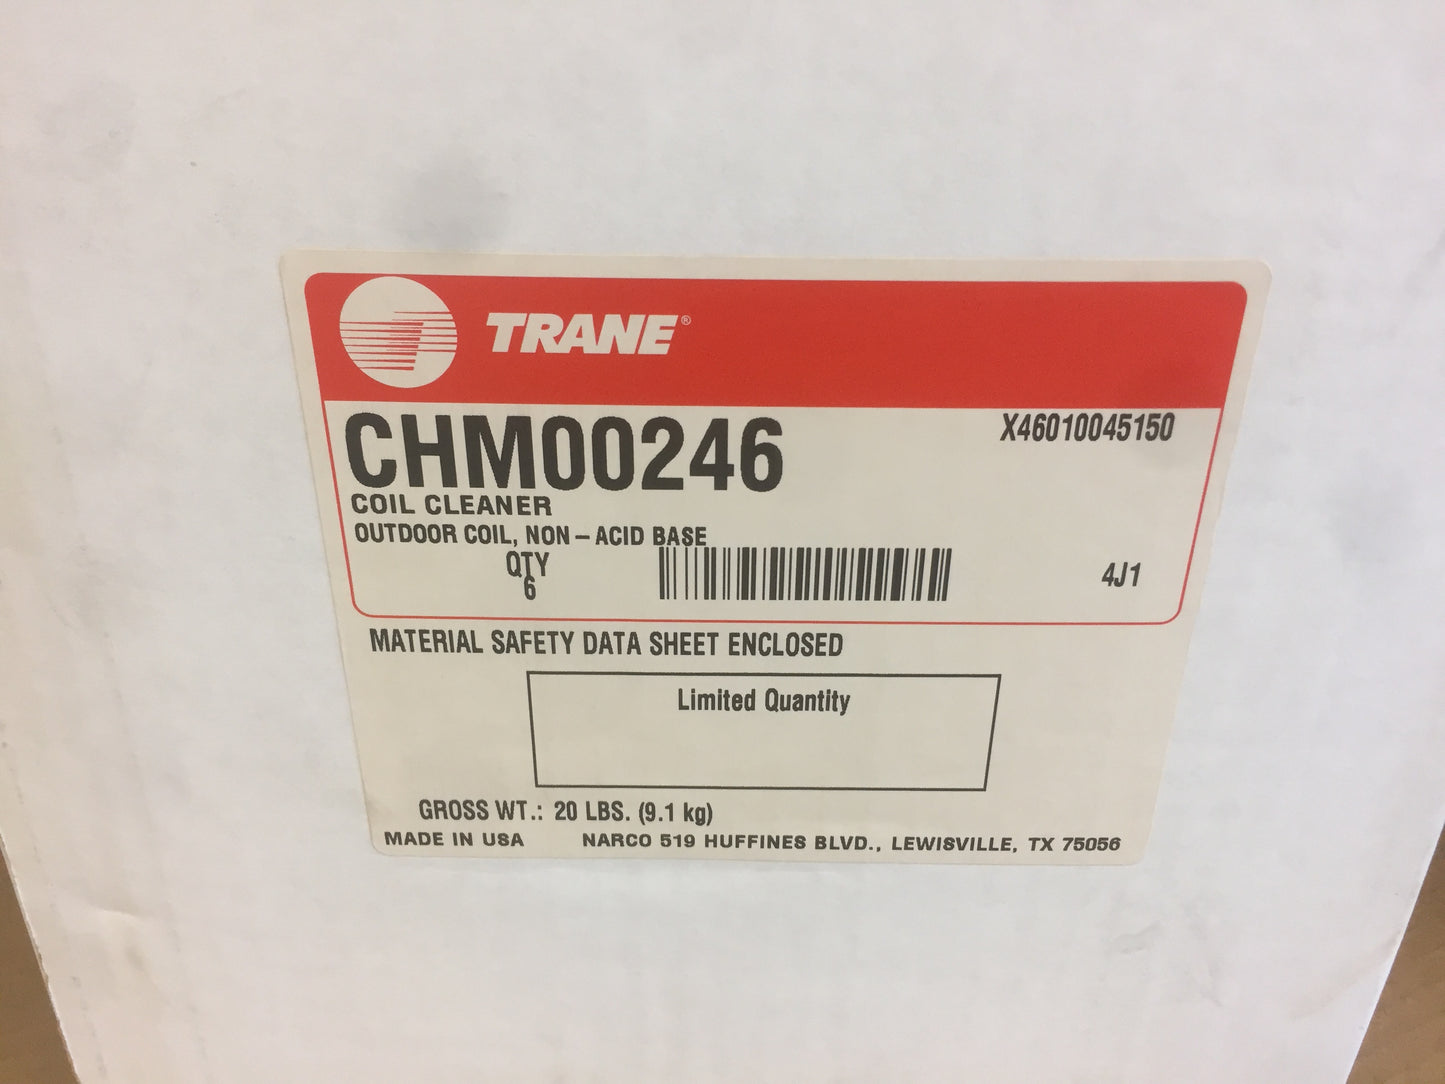 TRANE®
CHM00246
X46010045150
COIL CLEANER
OUTDOOR COIL, NON – ACID BASE
QTY
6
4J1
MATERIAL SAFETY DATA SHEET ENCLOSED
Limited Quantity
GROSS WT.: 20 LBS. (9.1 kg)
MADE IN USA NARCO 519 HUFFINES BLVD., LEWISVILLE, TX 75056